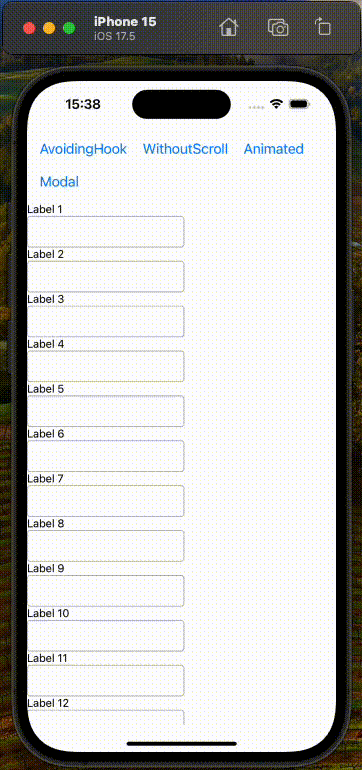 iPhone 15
iOS 17.5
15:38
AvoidingHook WithoutScroll Animated
Modal
Label 1
Label 2
Label 3
Label 4
Label 5
Label 6
Label 7
Label 8
Label 9
Label 10
Label 11
Label 12